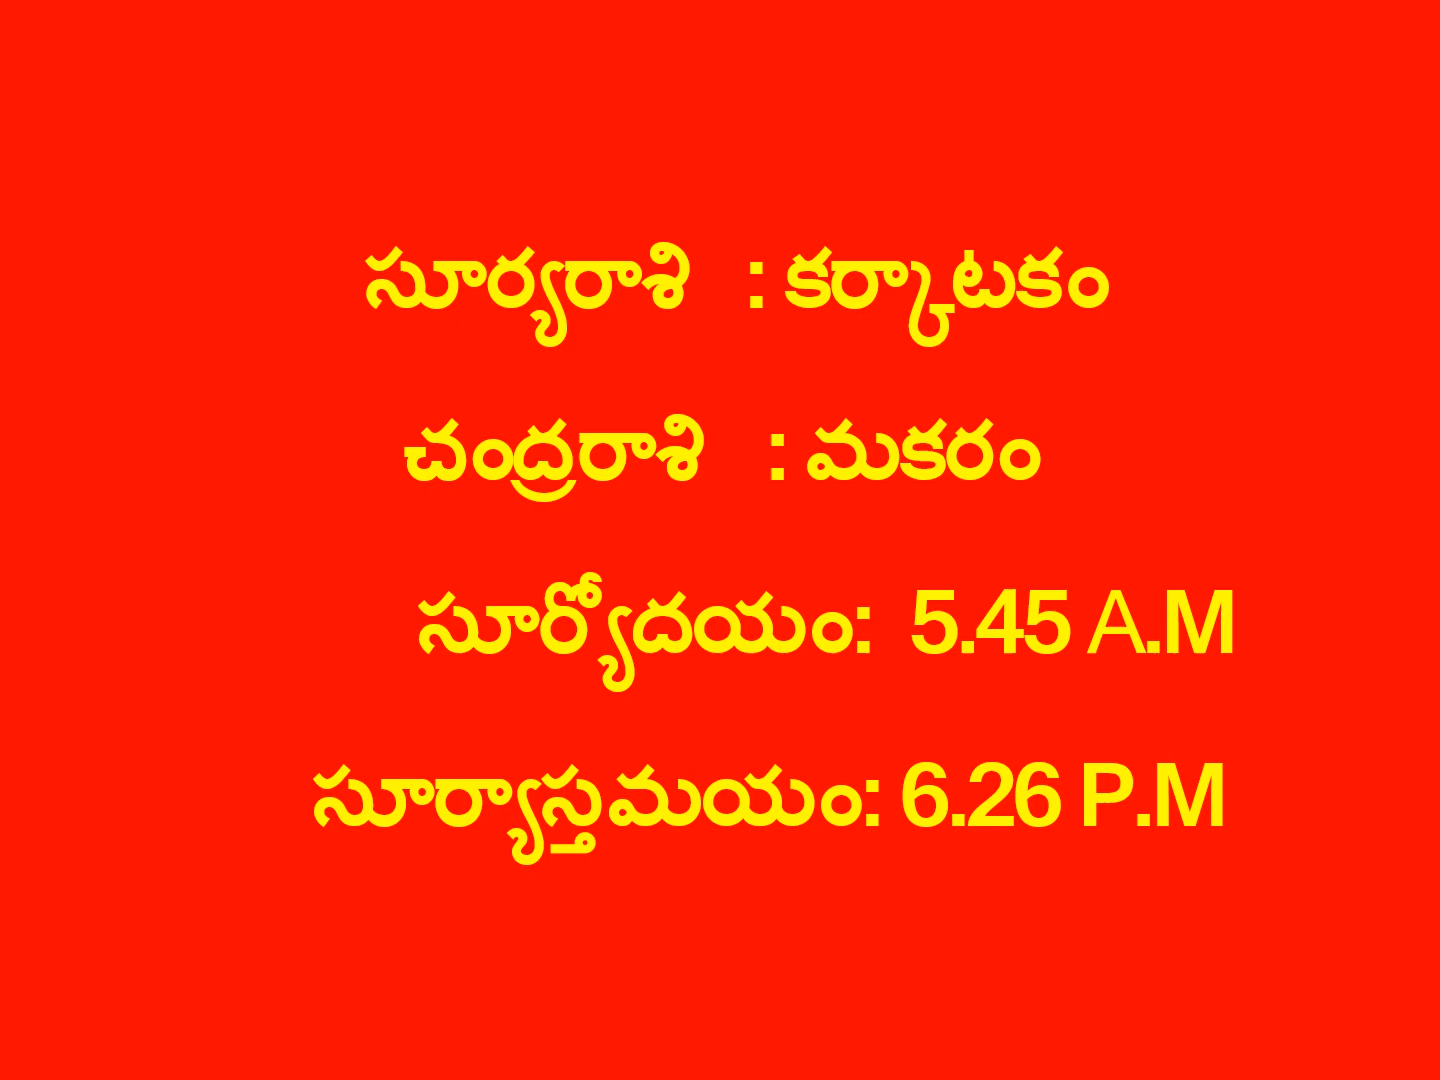 సూర్యరాశి : కర్కాటకం
చంద్రరాశి : మకరం
సూర్యోదయం: 5.45 A.M
సూర్యాస్తమయం: 6.26 P.M